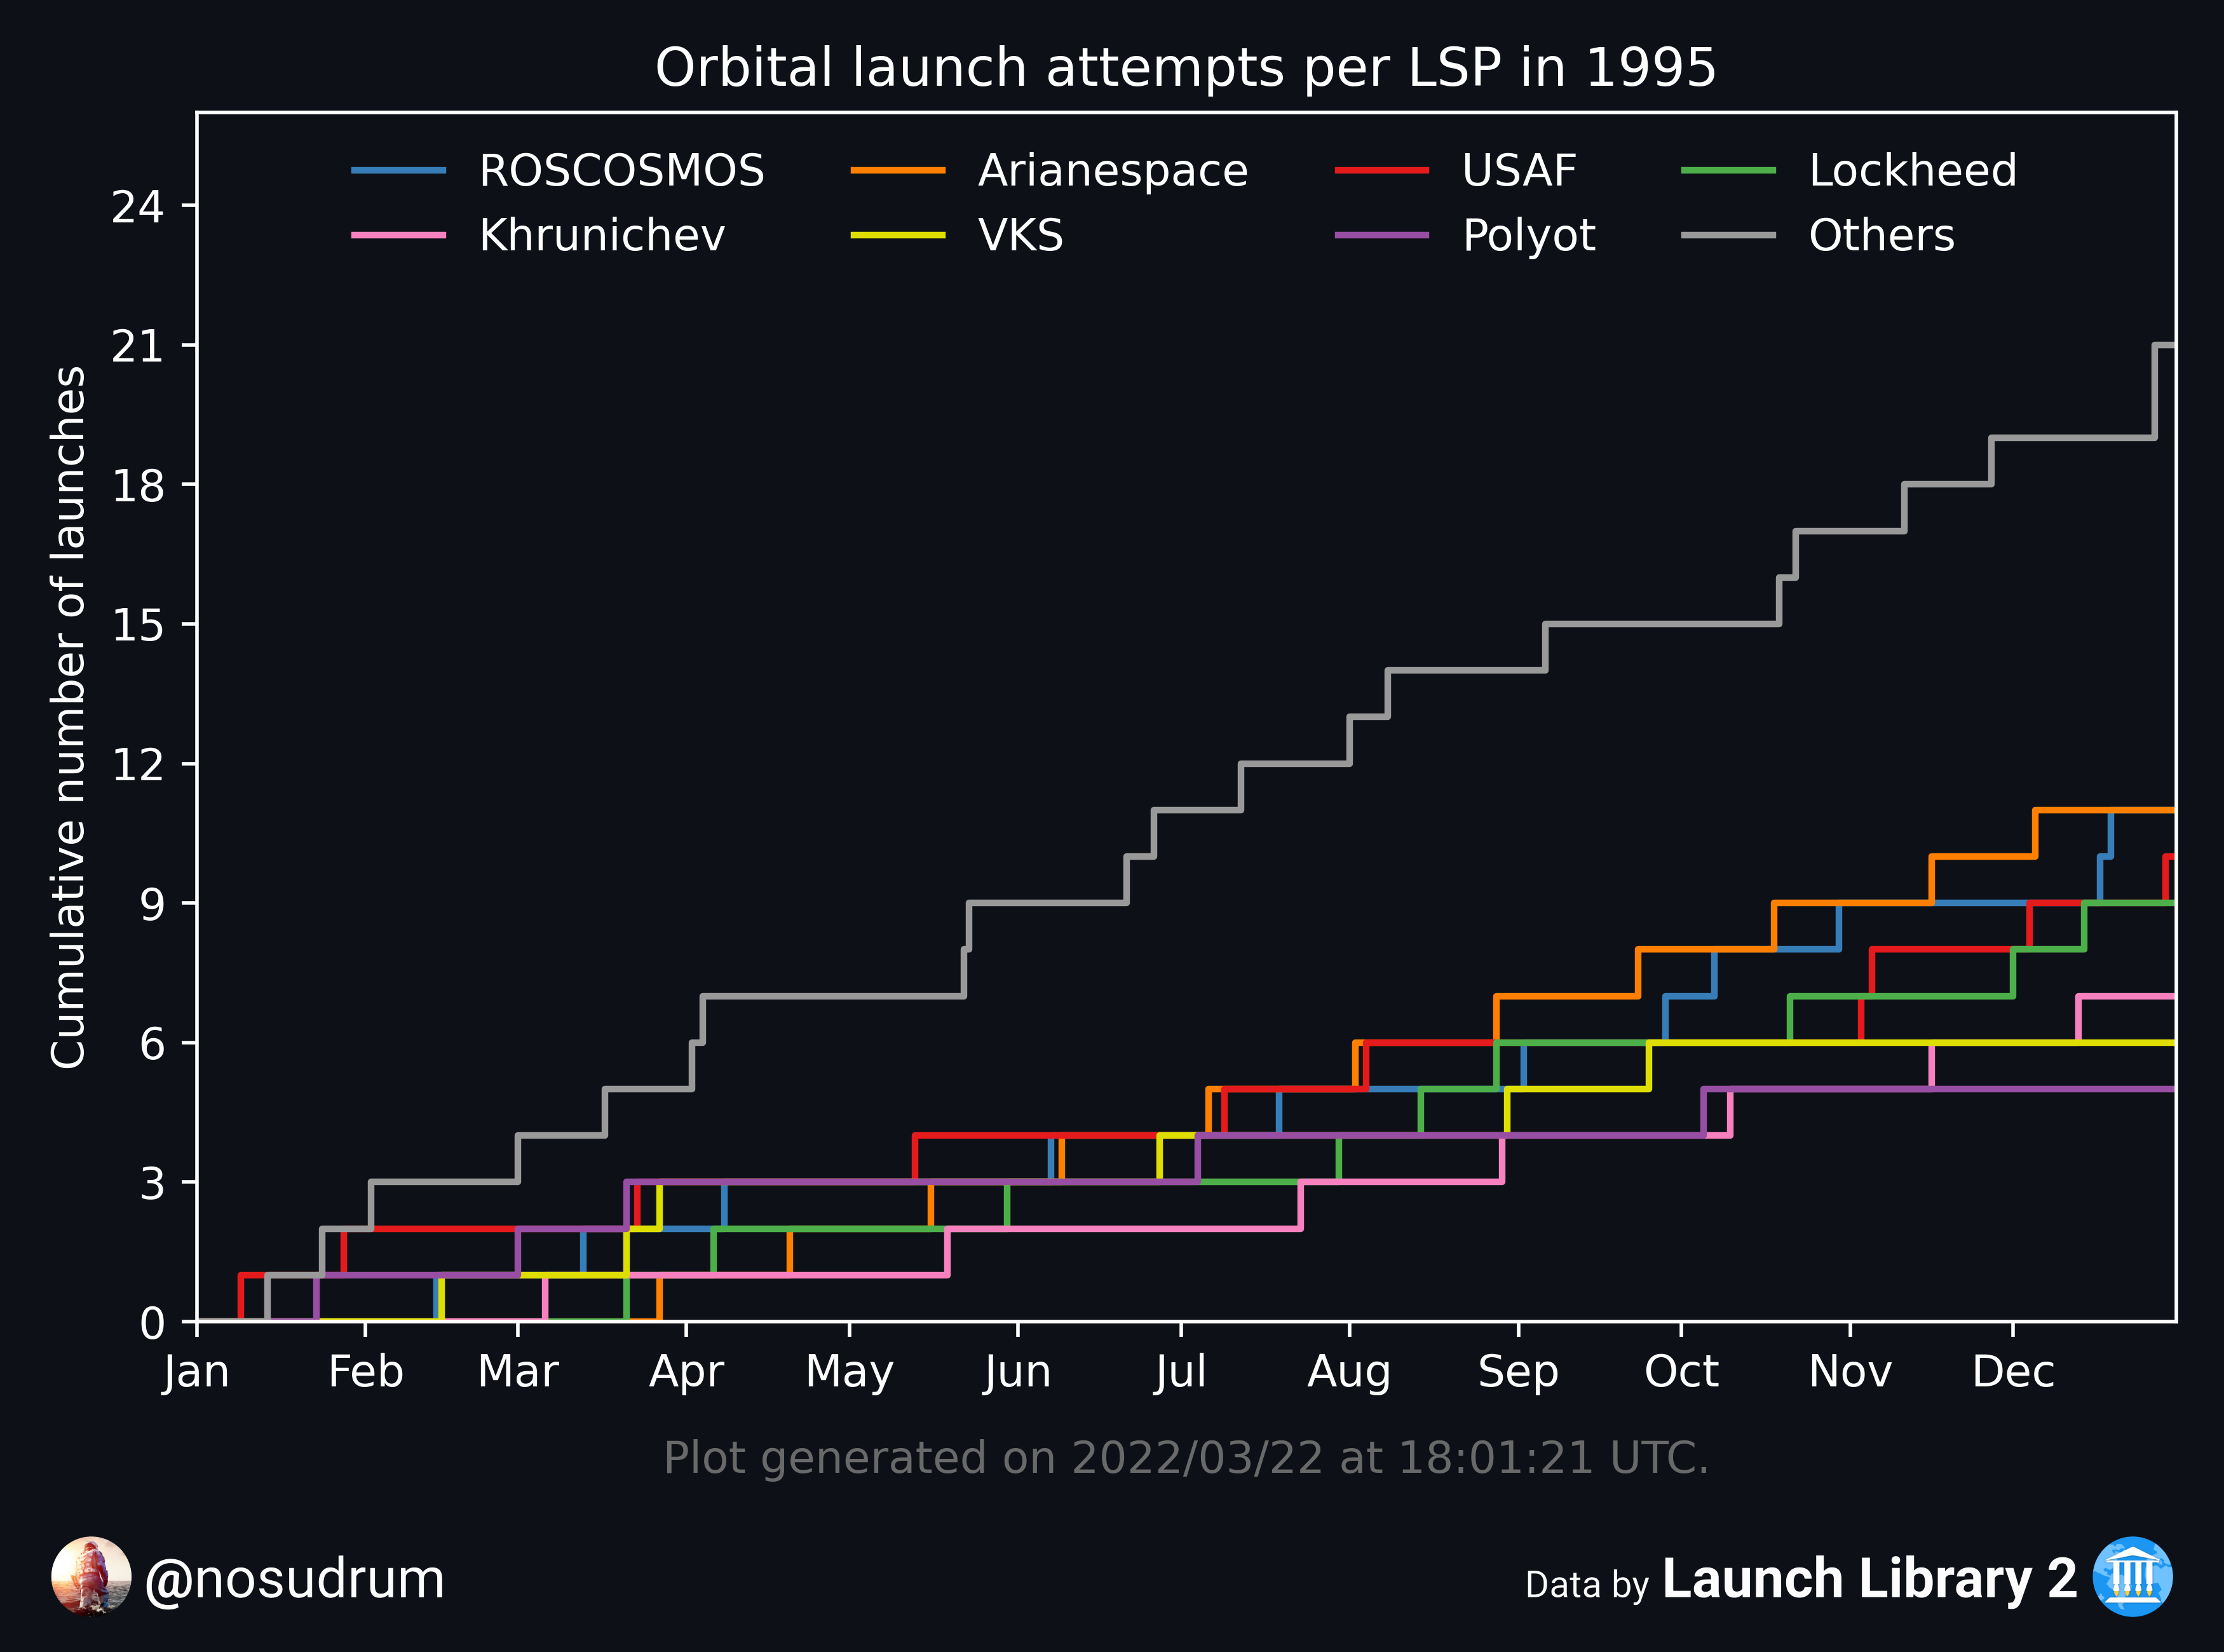 Orbital launch attempts per LSP in 1995
ROSCOSMOS Arianespace USAF Lockheed
Khrunichev VKS Polyot Others
Cumulative number of launches
24
21
18
15
12
9
6
3
0
Jan Feb Mar Apr May Jun Jul Aug Sep Oct Nov Dec
Plot generated on 2022/03/22 at 18:01:21 UTC.
@nosudrum
Data by Launch Library 2